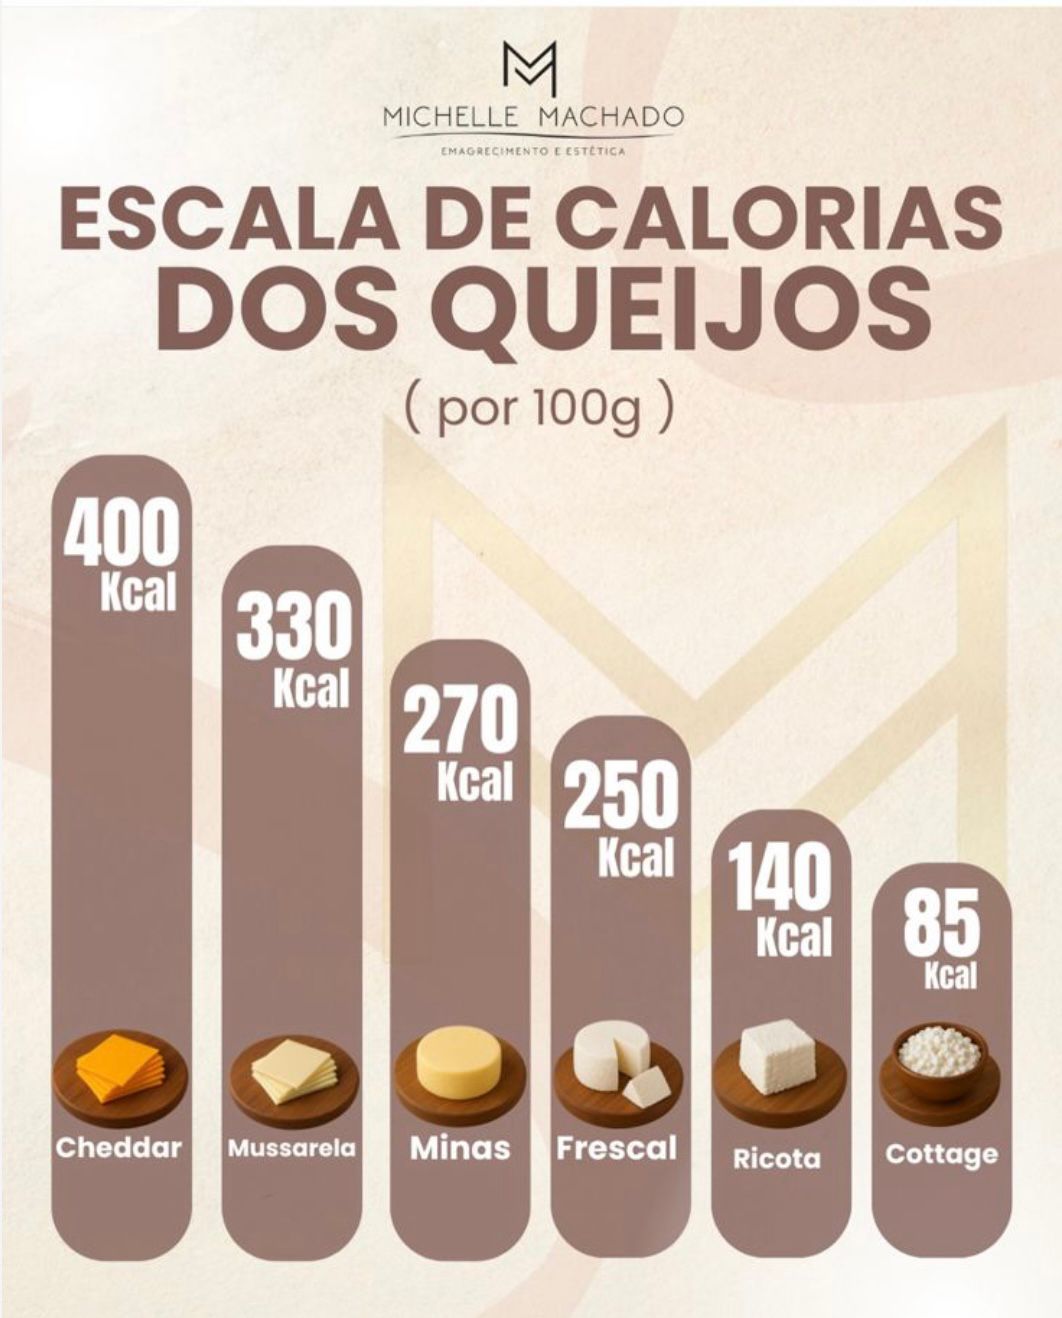 MICHELLE MACHADO
EMAGRECIMENTO E ESTÉTICA
ESCALA DE CALORIAS
DOS QUEIJOS
( por 100g )
400
Kcal
Cheddar
330
Kcal
Mussarela
270
Kcal
Minas
250
Kcal
Frescal
140
Kcal
Ricota
85
Kcal
Cottage